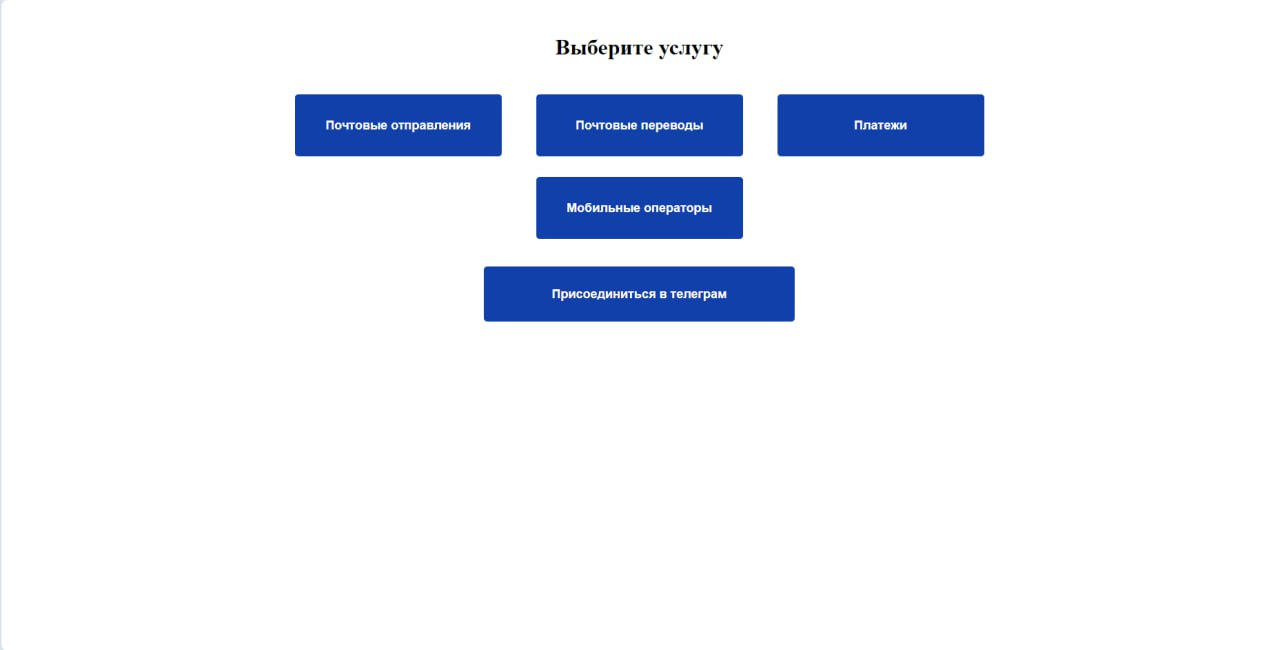 Выберите услугу
Почтовые отправления
Почтовые переводы
Платежи
Мобильные операторы
Присоединиться в телеграм